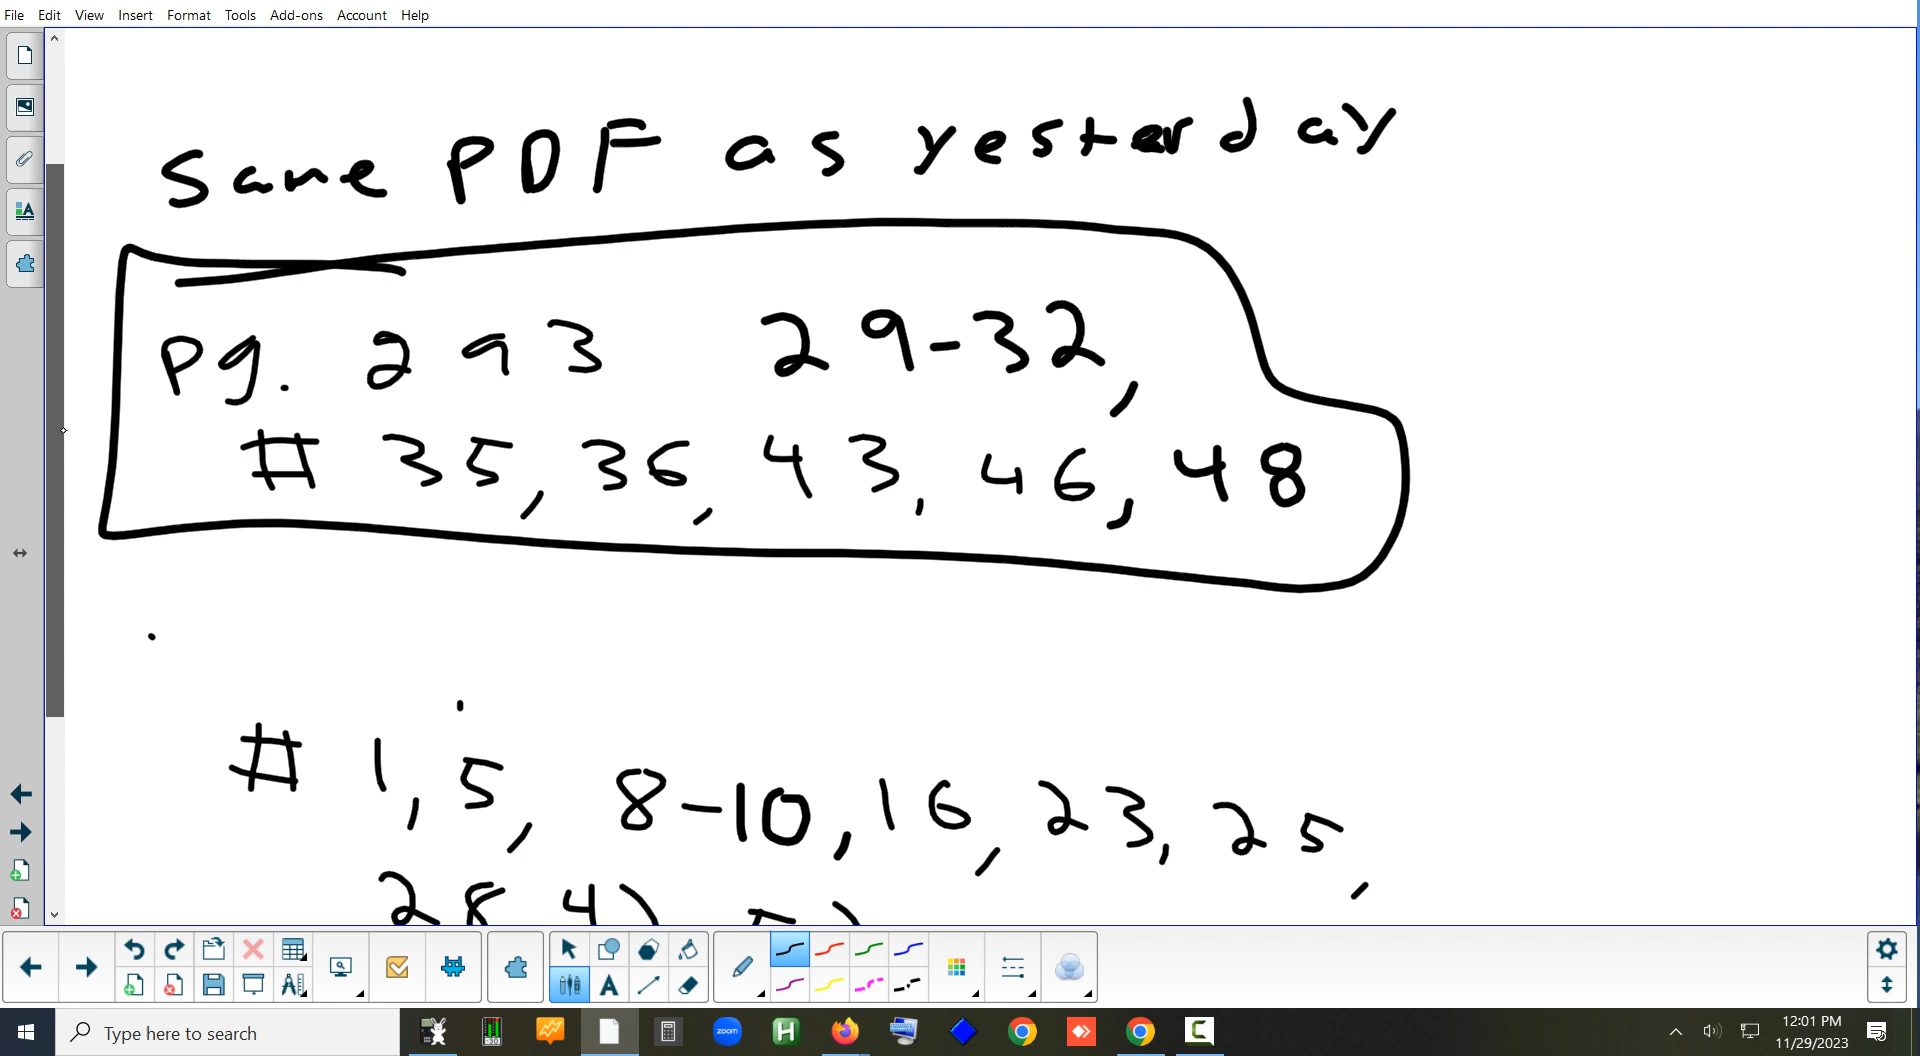 File Edit View Insert Format Tools Add-ons Account Help
Same PDF as yesterday
pg. 293 29-32,
# 35, 36, 43, 46, 48
# 1, 5, 8-10, 16, 23, 25,
28
Type here to search
zoom
12:01 PM
11/29/2023